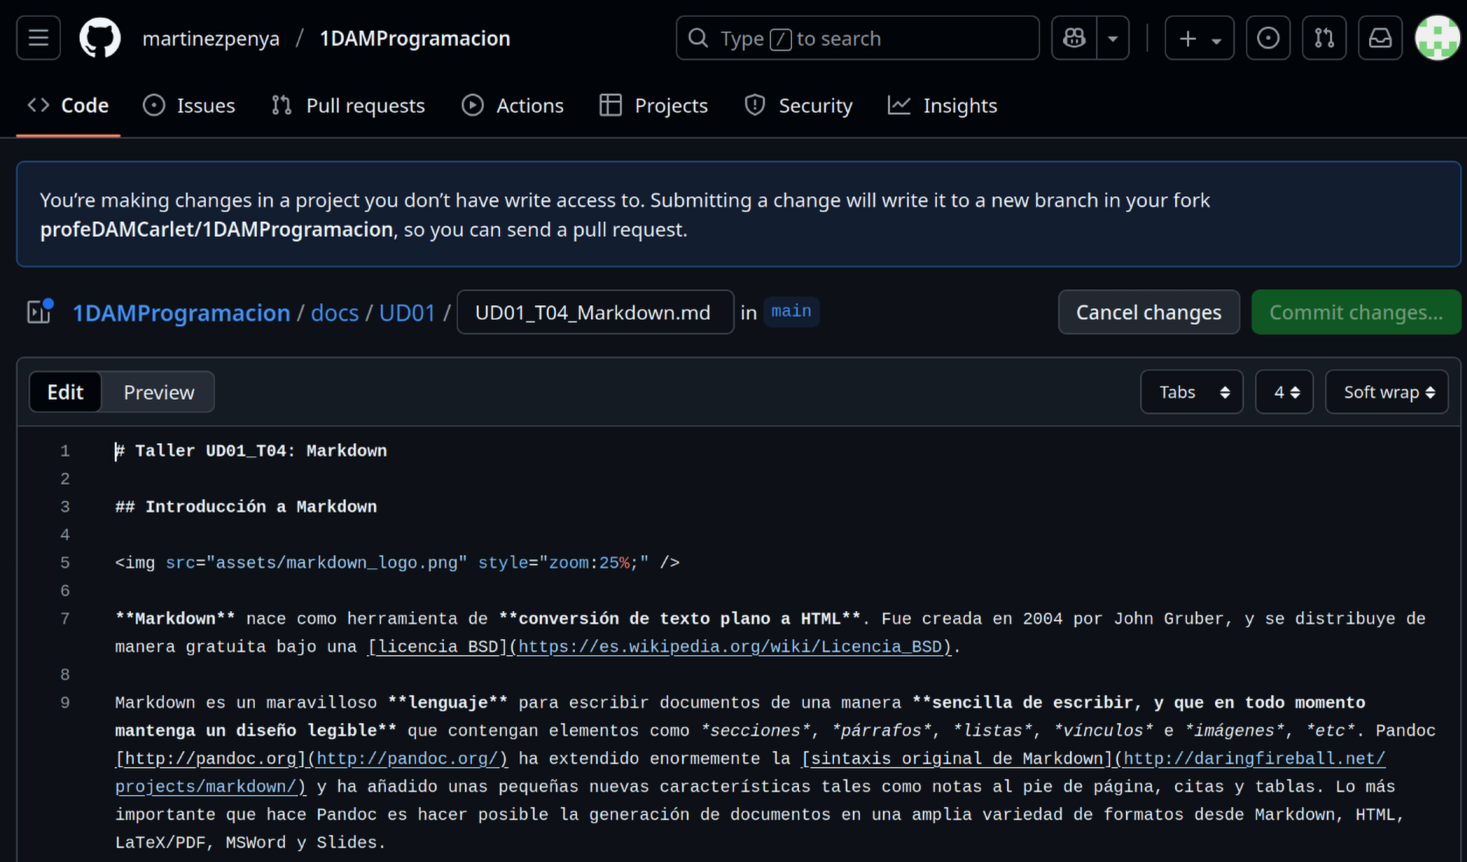 martinezpenya / 1DAMProgramacion
Type / to search
Code Issues Pull requests Actions Projects Security Insights
You’re making changes in a project you don’t have write access to. Submitting a change will write it to a new branch in your fork
profeDAMCarlet/1DAMProgramacion, so you can send a pull request.
1DAMProgramacion / docs / UD01 / UD01_T04_Markdown.md in main Cancel changes Commit changes...
Edit Preview Tabs 4 Soft wrap
1 # Taller UD01_T04: Markdown
2
3 ## Introducción a Markdown
4
5 <img src="assets/markdown_logo.png" style="zoom:25%;" />
6
7 **Markdown** nace como herramienta de **conversión de texto plano a HTML**. Fue creada en 2004 por John Gruber, y se distribuye de
manera gratuita bajo una [licencia BSD](https://es.wikipedia.org/wiki/Licencia_BSD).
8
9 Markdown es un maravilloso **lenguaje** para escribir documentos de una manera **sencilla de escribir, y que en todo momento
mantenga un diseño legible** que contengan elementos como *secciones*, *párrafos*, *listas*, *vínculos* e *imágenes*, *etc*. Pandoc
[http://pandoc.org](http://pandoc.org/) ha extendido enormemente la [sintaxis original de Markdown](http://daringfireball.net/
projects/markdown/) y ha añadido unas pequeñas nuevas características tales como notas al pie de página, citas y tablas. Lo más
importante que hace Pandoc es hacer posible la generación de documentos en una amplia variedad de formatos desde Markdown, HTML,
LaTeX/PDF, MSWord y Slides.